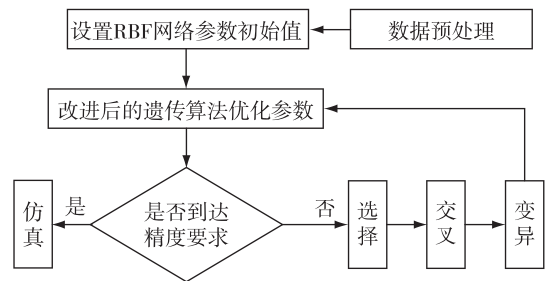 设置RBF网络参数初始值
数据预处理
改进后的遗传算法优化参数
仿
真
是
是否到达
精度要求
否
选
择
交
叉
变
异